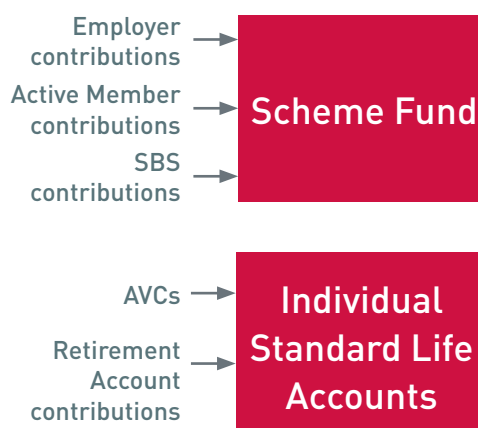 Employer
contributions
Active Member
contributions
Scheme Fund
SBS
contributions
AVCs
Retirement
Account
contributions
Individual
Standard Life
Accounts